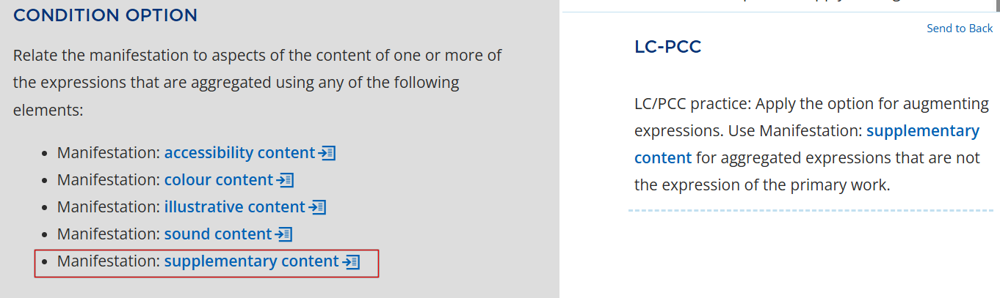 CONDITION OPTION
Relate the manifestation to aspects of the content of one or more of
the expressions that are aggregated using any of the following
elements:
• Manifestation: accessibility content
• Manifestation: colour content
• Manifestation: illustrative content
• Manifestation: sound content
• Manifestation: supplementary content
Send to Back
LC-PCC
LC/PCC practice: Apply the option for augmenting
expressions. Use Manifestation: supplementary
content for aggregated expressions that are not
the expression of the primary work.